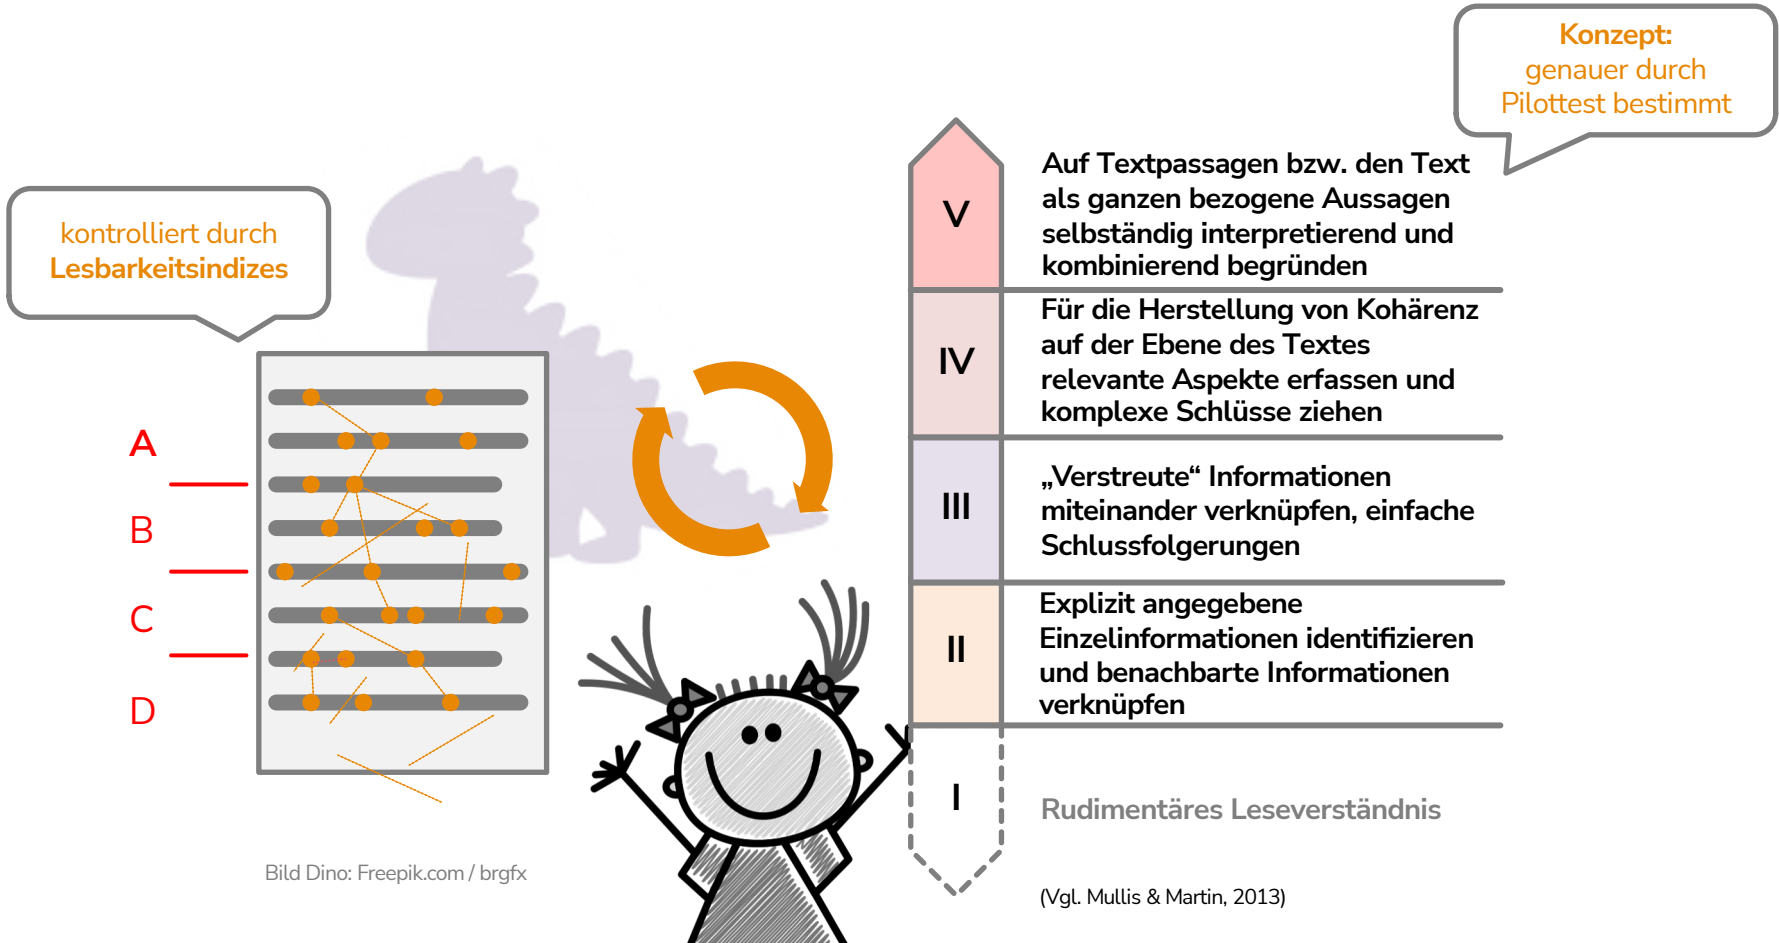 kontrolliert durch
Lesbarkeitsindizes
A
B
C
D
Bild Dino: Freepik.com / brgfx
Konzept:
genauer durch
Pilottest bestimmt
V
Auf Textpassagen bzw. den Text
als ganzen bezogene Aussagen
selbständig interpretierend und
kombinierend begründen
IV
Für die Herstellung von Kohärenz
auf der Ebene des Textes
relevante Aspekte erfassen und
komplexe Schlüsse ziehen
III
„Verstreute“ Informationen
miteinander verknüpfen, einfache
Schlussfolgerungen
II
Explizit angegebene
Einzelinformationen identifizieren
und benachbarte Informationen
verknüpfen
I
Rudimentäres Leseverständnis
(Vgl. Mullis & Martin, 2013)